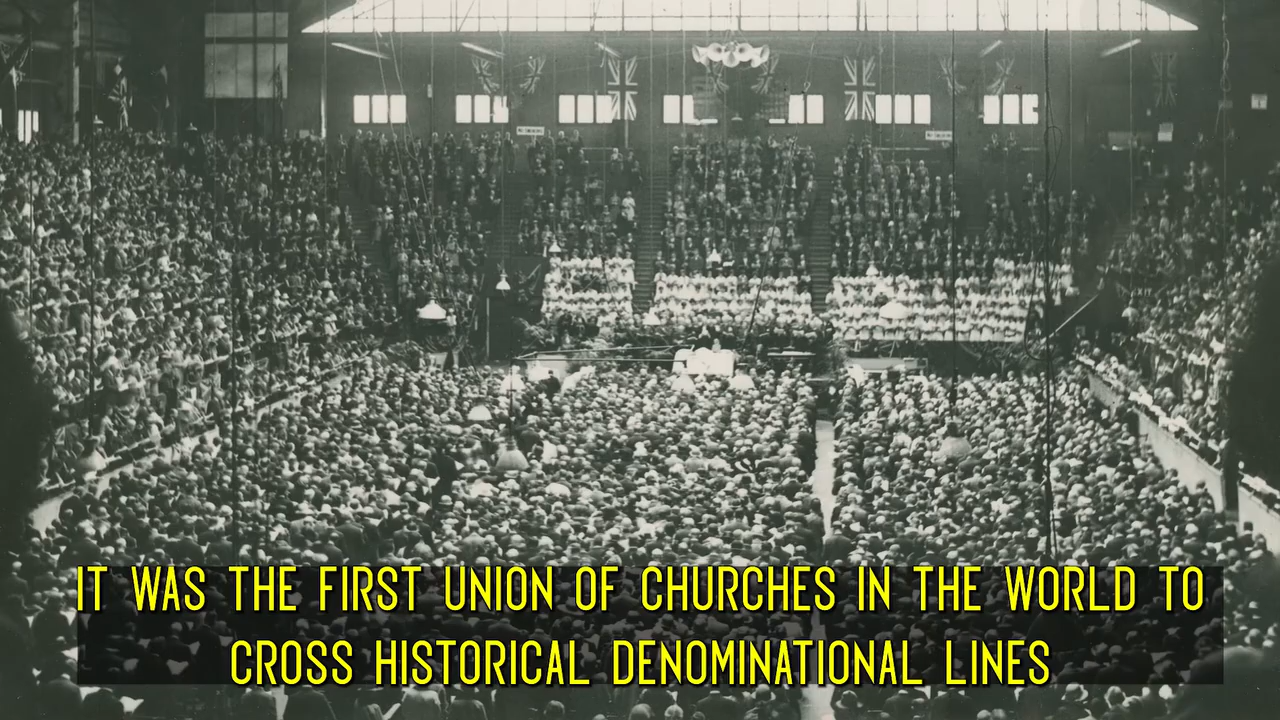 IT WAS THE FIRST UNION OF CHURCHES IN THE WORLD TO
CROSS HISTORICAL DENOMINATIONAL LINES